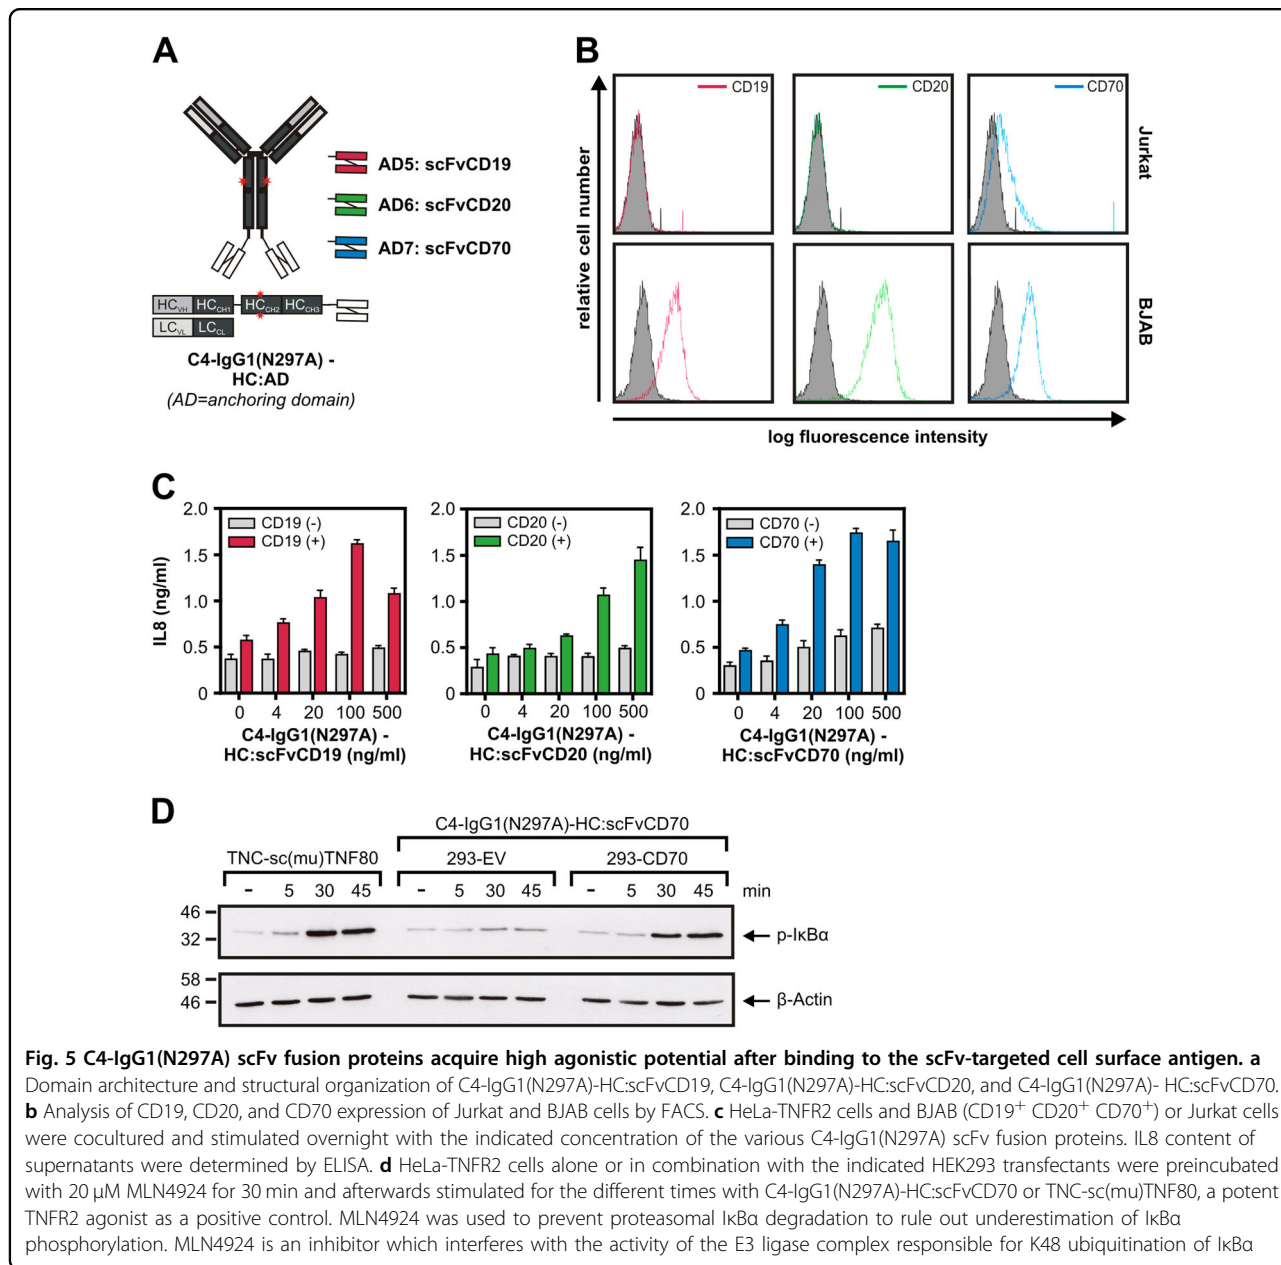 A
AD5: scFvCD19
AD6: scFvCD20
AD7: scFvCD70
HCVH HCCH1 HCCH2 HCCH3
LCVL LCCL
C4-IgG1(N297A) -
HC:AD
(AD=anchoring domain)
B
CD19
CD20
CD70
Jurkat
BJAB
relative cell number
log fluorescence intensity
C
IL8 (ng/ml)
2.0
1.5
1.0
0.5
0
CD19 (-)
CD19 (+)
0 4 20 100 500
C4-IgG1(N297A) -
HC:scFvCD19 (ng/ml)
2.0
1.5
1.0
0.5
0
CD20 (-)
CD20 (+)
0 4 20 100 500
C4-IgG1(N297A) -
HC:scFvCD20 (ng/ml)
2.0
1.5
1.0
0.5
0
CD70 (-)
CD70 (+)
0 4 20 100 500
C4-IgG1(N297A) -
HC:scFvCD70 (ng/ml)
D
C4-IgG1(N297A)-HC:scFvCD70
TNC-sc(mu)TNF80 293-EV 293-CD70
– 5 30 45 – 5 30 45 – 5 30 45 min
46
32
p-IκBα
58
46
β-Actin
Fig. 5 C4-IgG1(N297A) scFv fusion proteins acquire high agonistic potential after binding to the scFv-targeted cell surface antigen. a
Domain architecture and structural organization of C4-IgG1(N297A)-HC:scFvCD19, C4-IgG1(N297A)-HC:scFvCD20, and C4-IgG1(N297A)- HC:scFvCD70.
b Analysis of CD19, CD20, and CD70 expression of Jurkat and BJAB cells by FACS. c HeLa-TNFR2 cells and BJAB (CD19⁺ CD20⁺ CD70⁺) or Jurkat cells
were cocultured and stimulated overnight with the indicated concentration of the various C4-IgG1(N297A) scFv fusion proteins. IL8 content of
supernatants were determined by ELISA. d HeLa-TNFR2 cells alone or in combination with the indicated HEK293 transfectants were preincubated
with 20 µM MLN4924 for 30 min and afterwards stimulated for the different times with C4-IgG1(N297A)-HC:scFvCD70 or TNC-sc(mu)TNF80, a potent
TNFR2 agonist as a positive control. MLN4924 was used to prevent proteasomal IκBα degradation to rule out underestimation of IκBα
phosphorylation. MLN4924 is an inhibitor which interferes with the activity of the E3 ligase complex responsible for K48 ubiquitination of IκBα